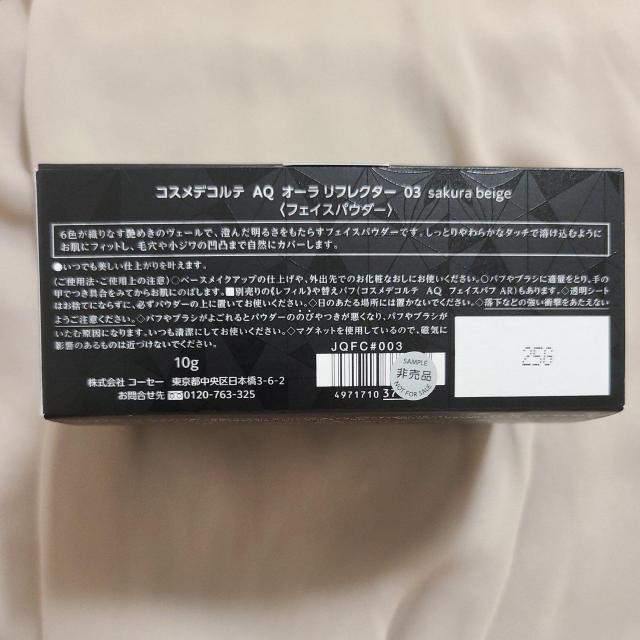 コスメデコルテ AQ オーラ リフレクター 03 sakura beige
〈フェイスパウダー〉
6色が織りなす艶めきのヴェールで、澄んだ明るさをもたらすフェイスパウダーです。しっとりやわらかなタッチで溶け込むように
お肌にフィットし、毛穴や小ジワの凹凸まで自然にカバーします。
●いつでも美しい仕上がりを叶えます。
〈ご使用法・ご使用上の注意〉◇ベースメイクアップの仕上げや、外出先でのお化粧なおしにお使いください。◇パフやブラシに適量をとり、手の
甲でつき具合をみてからお肌にのばします。■別売りの《レフィル》や替えパフ（コスメデコルテ AQ フェイスパフ AR）もあります。◇透明シート
はお捨てにならずに、必ずパウダーの上に置いてお使いください。◇日のあたる場所には置かないでください。◇落下などの強い衝撃をあたえない
ようご注意ください。◇パフやブラシがよごれるとパウダーののびやつきが悪くなり、パフやブラシが
いたむ原因になります。いつも清潔にしてお使いください。◇マグネットを使用しているので、磁気に
影響のあるものは近づけないでください。
10g
株式会社 コーセー 東京都中央区日本橋3-6-2
お問合せ先 0120-763-325
JQFC#003
4971710 37
SAMPLE
非売品
NOT FOR SALE
256